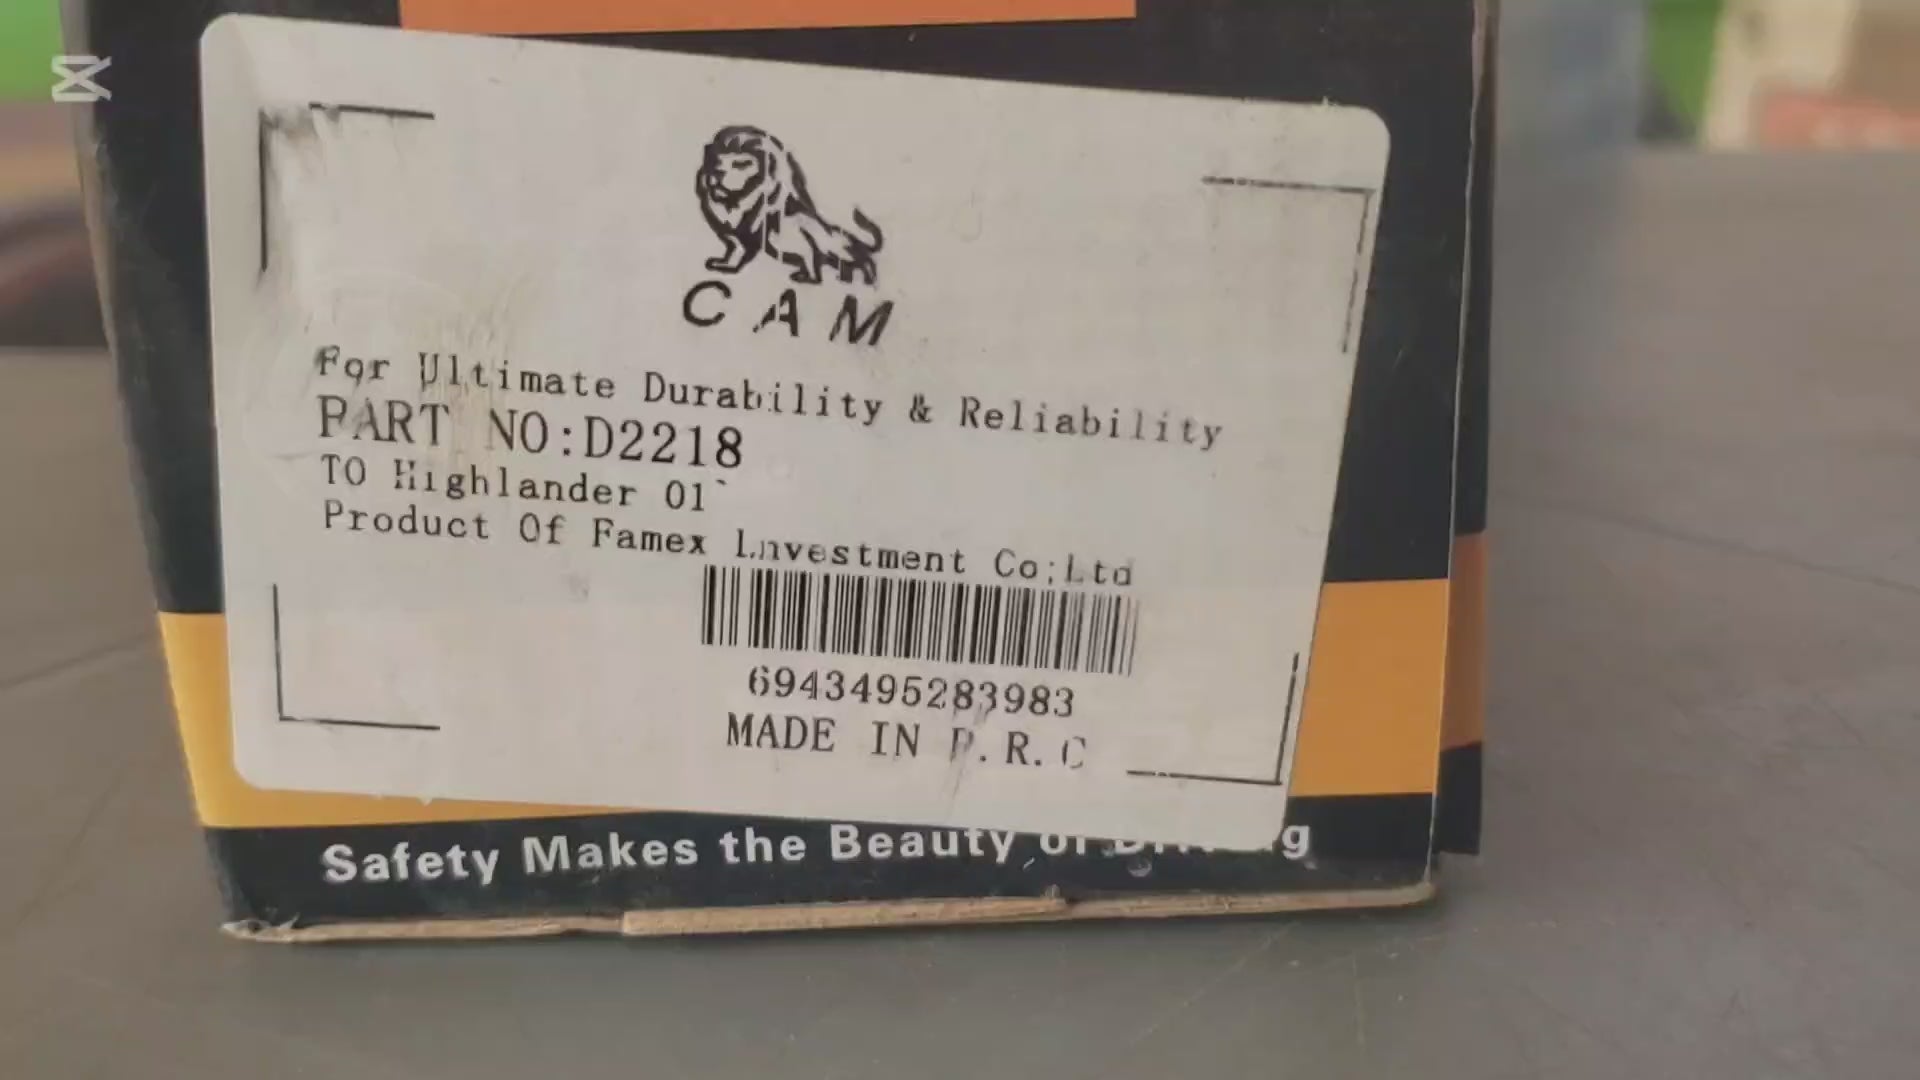 CAM
For Ultimate Durability & Reliability
PART NO:D2218
TO Highlander 01`
Product Of Famex Investment Co;Ltd
6943495283983
MADE IN P.R.C
Safety Makes the Beauty of